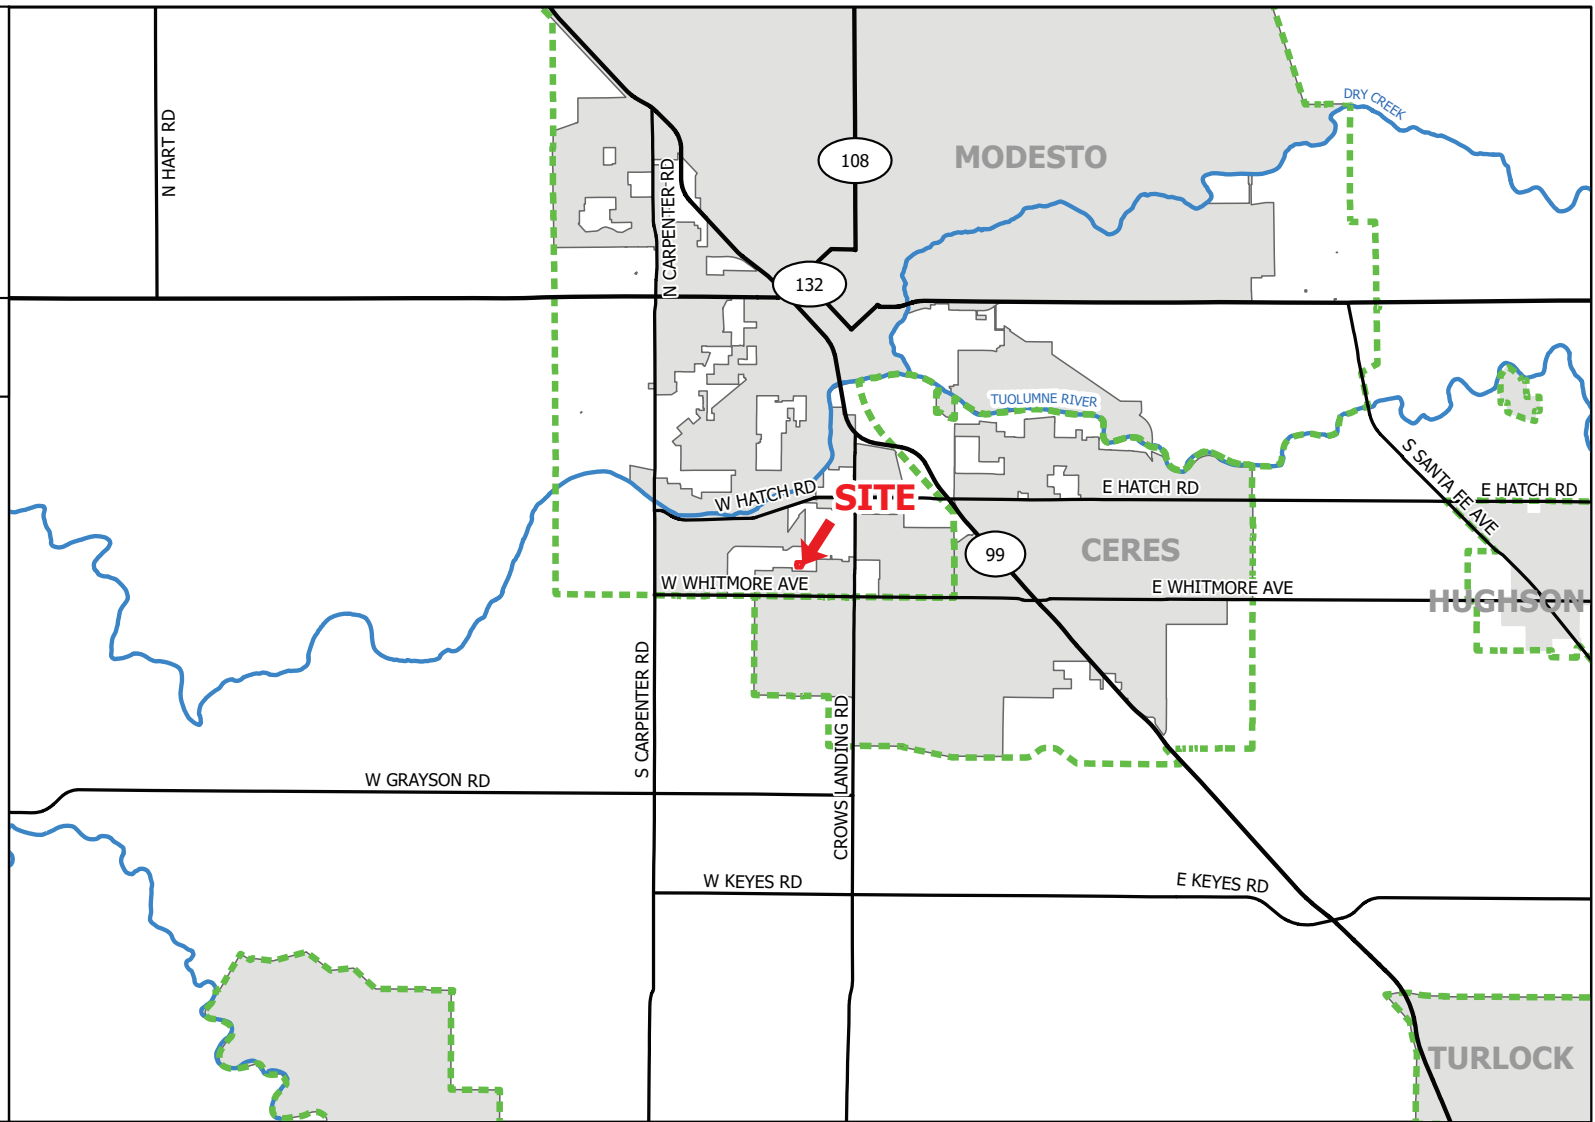 DRY CREEK
N HART RD
108
MODESTO
N CARPENTER RD
132
TUOLUMNE RIVER
S SANTA FE AVE
W HATCH RD
SITE
E HATCH RD
E HATCH RD
99
CERES
W WHITMORE AVE
E WHITMORE AVE
HUGHSON
S CARPENTER RD
CROWS LANDING RD
W GRAYSON RD
W KEYES RD
E KEYES RD
TURLOCK